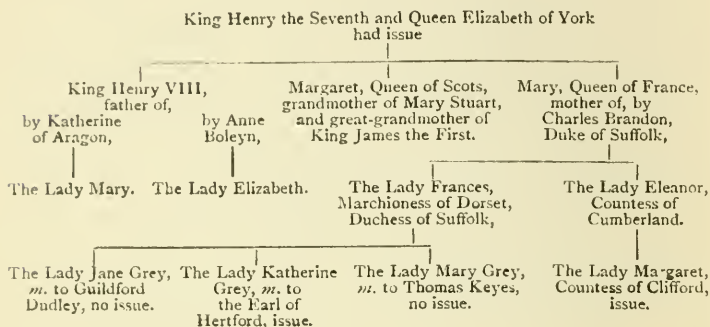 King Henry the Seventh and Queen Elizabeth of York
had issue
King Henry VIII,
father of,
by Katherine
of Aragon,
by Anne
Boleyn,
Margaret, Queen of Scots,
grandmother of Mary Stuart,
and great-grandmother of
King James the First.
Mary, Queen of France,
mother of, by
Charles Brandon,
Duke of Suffolk,
The Lady Mary.
The Lady Elizabeth.
The Lady Frances,
Marchioness of Dorset,
Duchess of Suffolk,
The Lady Eleanor,
Countess of
Cumberland.
The Lady Jane Grey,
m. to Guildford
Dudley, no issue.
The Lady Katherine
Grey, m. to
the Earl of
Hertford, issue.
The Lady Mary Grey,
m. to Thomas Keyes,
no issue.
The Lady Margaret,
Countess of Clifford,
issue.